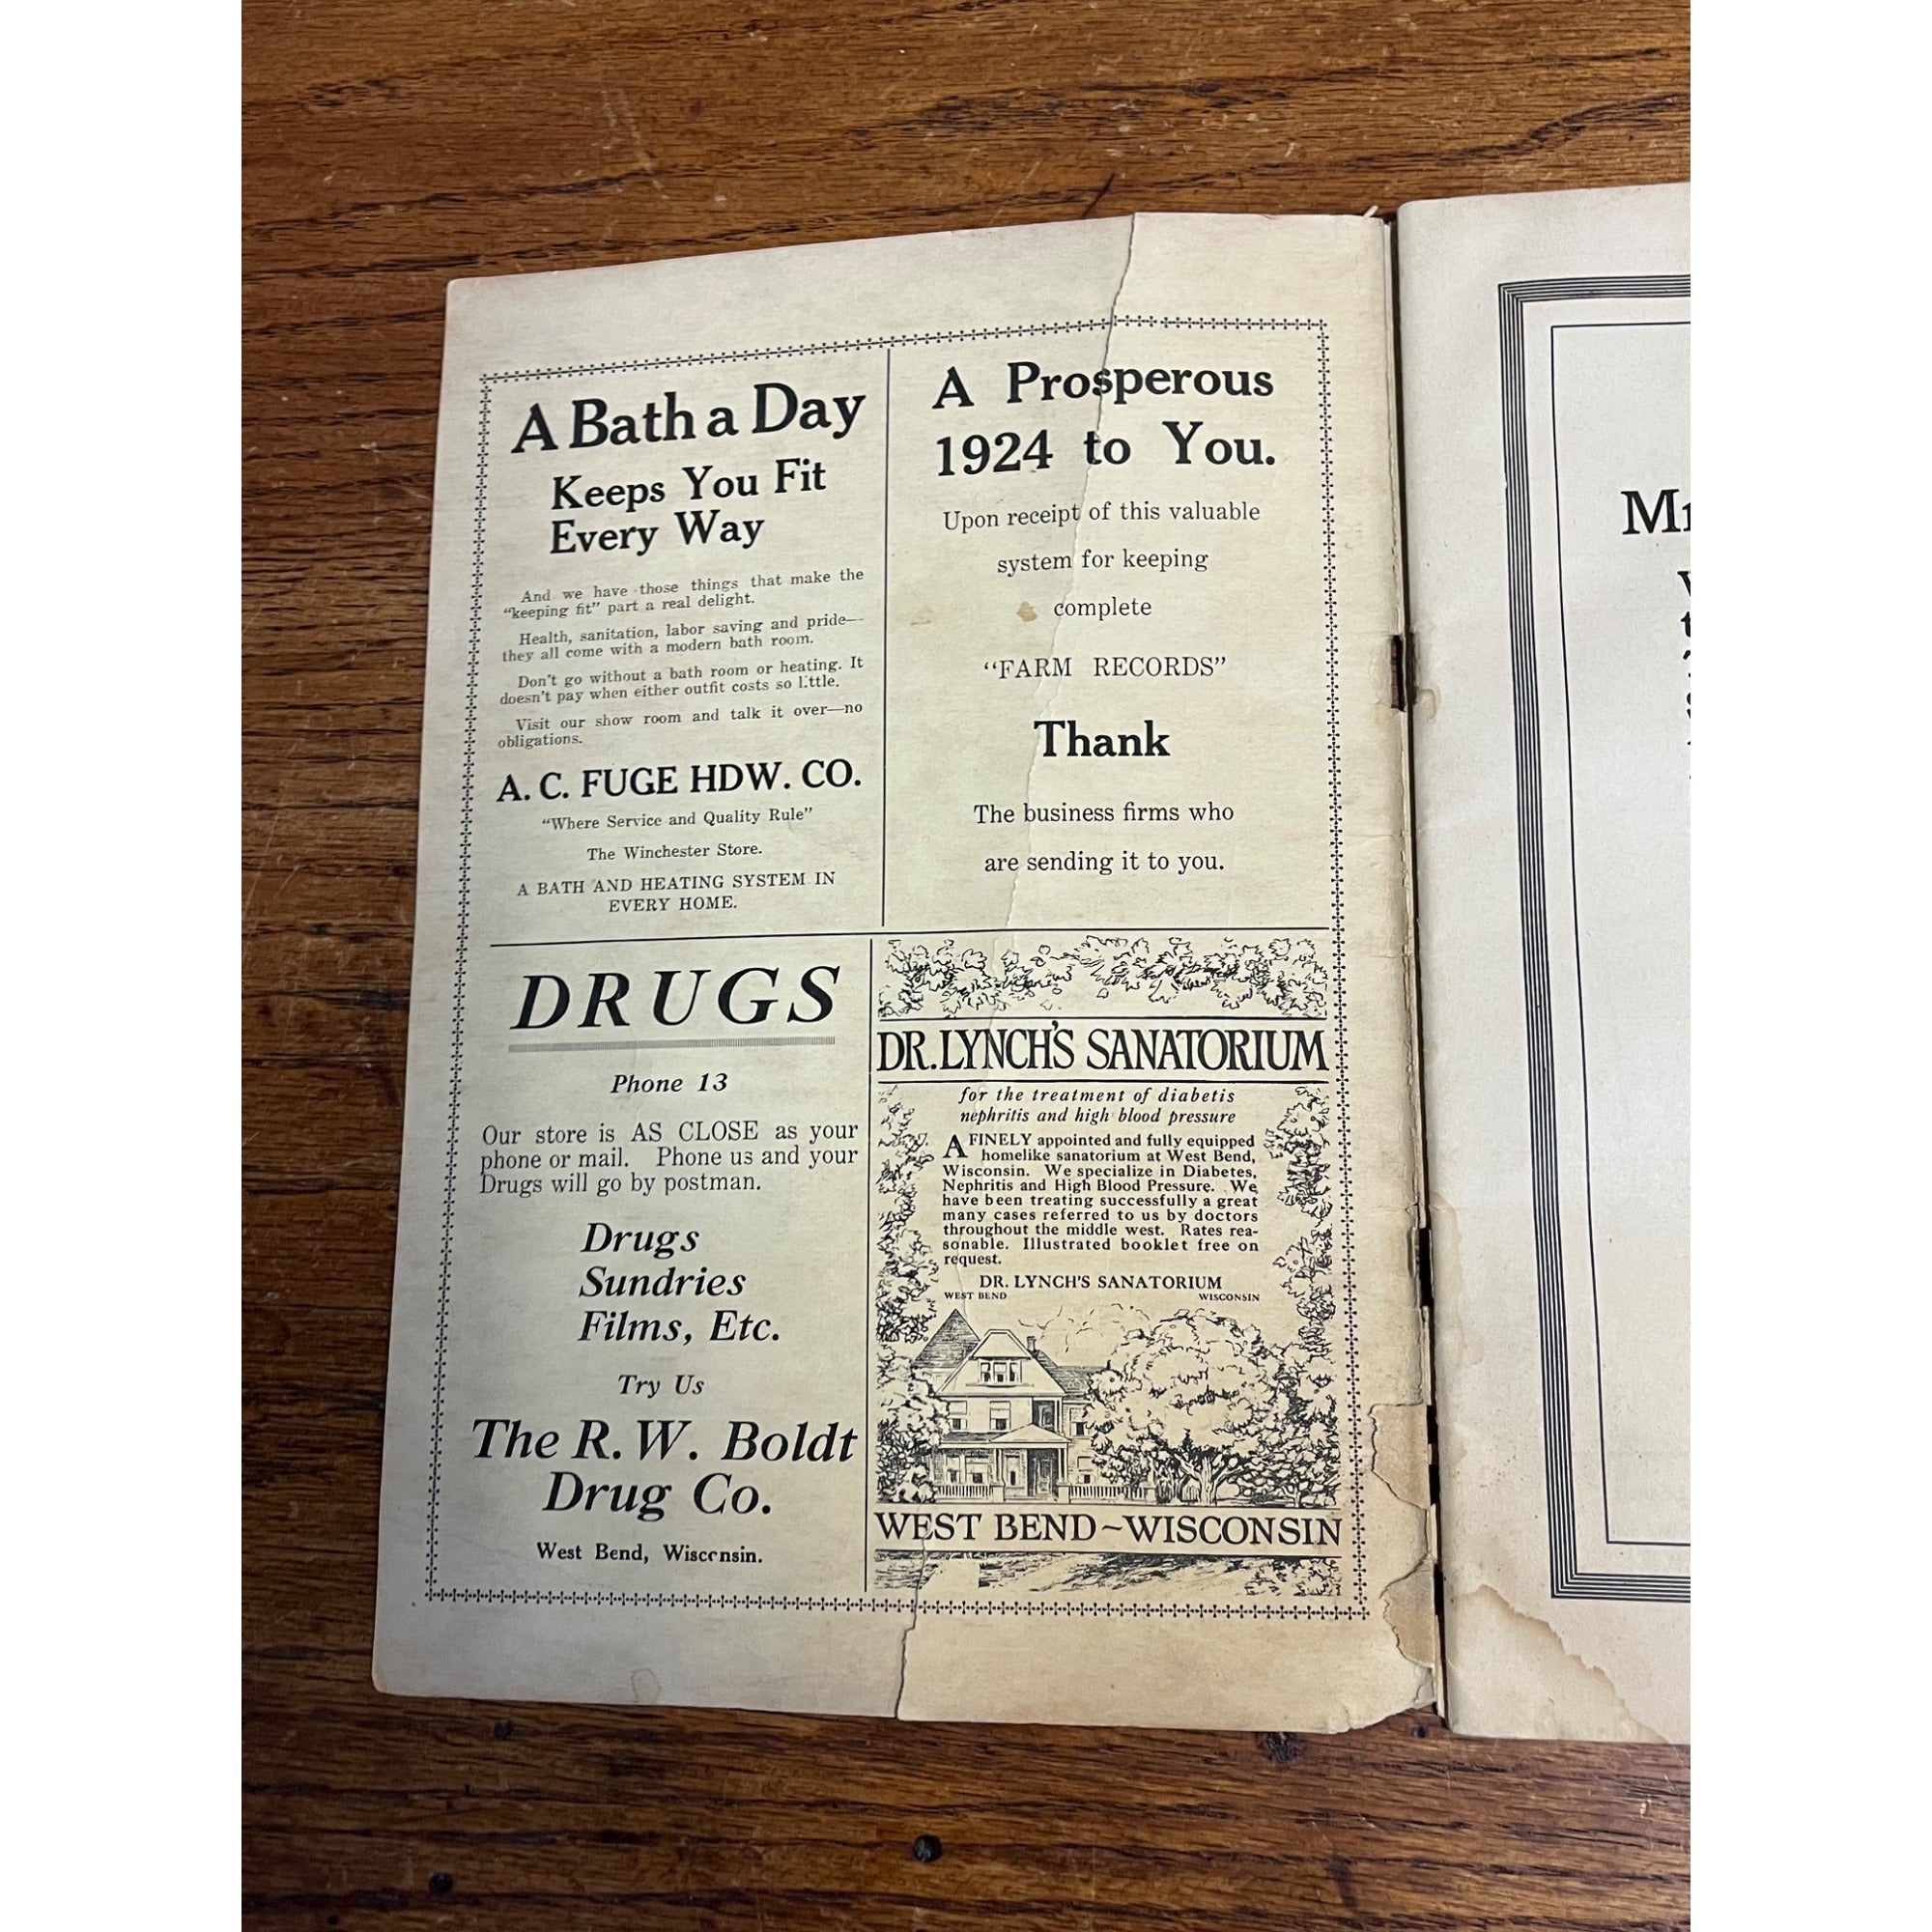 A Bath a Day
Keeps You Fit
Every Way
And we have those things that make the
"keeping fit" part a real delight.
Health, sanitation, labor saving and pride—-
they all come with a modern bath room.
Don't go without a bath room or heating. It
doesn't pay when either outfit costs so little.
Visit our show room and talk it over—no
obligations.
A. C. FUGE HDW. CO.
"Where Service and Quality Rule"
The Winchester Store.
A BATH AND HEATING SYSTEM IN
EVERY HOME.
A Prosperous
1924 to You.
Upon receipt of this valuable
system for keeping
complete
"FARM RECORDS"
Thank
The business firms who
are sending it to you.
DRUGS
Phone 13
Our store is AS CLOSE as your
phone or mail. Phone us and your
Drugs will go by postman.
Drugs
Sundries
Films, Etc.
Try Us
The R. W. Boldt
Drug Co.
West Bend, Wisconsin.
DR. LYNCH'S SANATORIUM
for the treatment of diabetis
nephritis and high blood pressure
A FINELY appointed and fully equipped
homelike sanatorium at West Bend,
Wisconsin. We specialize in Diabetes,
Nephritis and High Blood Pressure. We
have been treating successfully a great
many cases referred to us by doctors
throughout the middle west. Rates rea-
sonable. Illustrated booklet free on
request.
DR. LYNCH'S SANATORIUM
WEST BEND WISCONSIN
WEST BEND~WISCONSIN